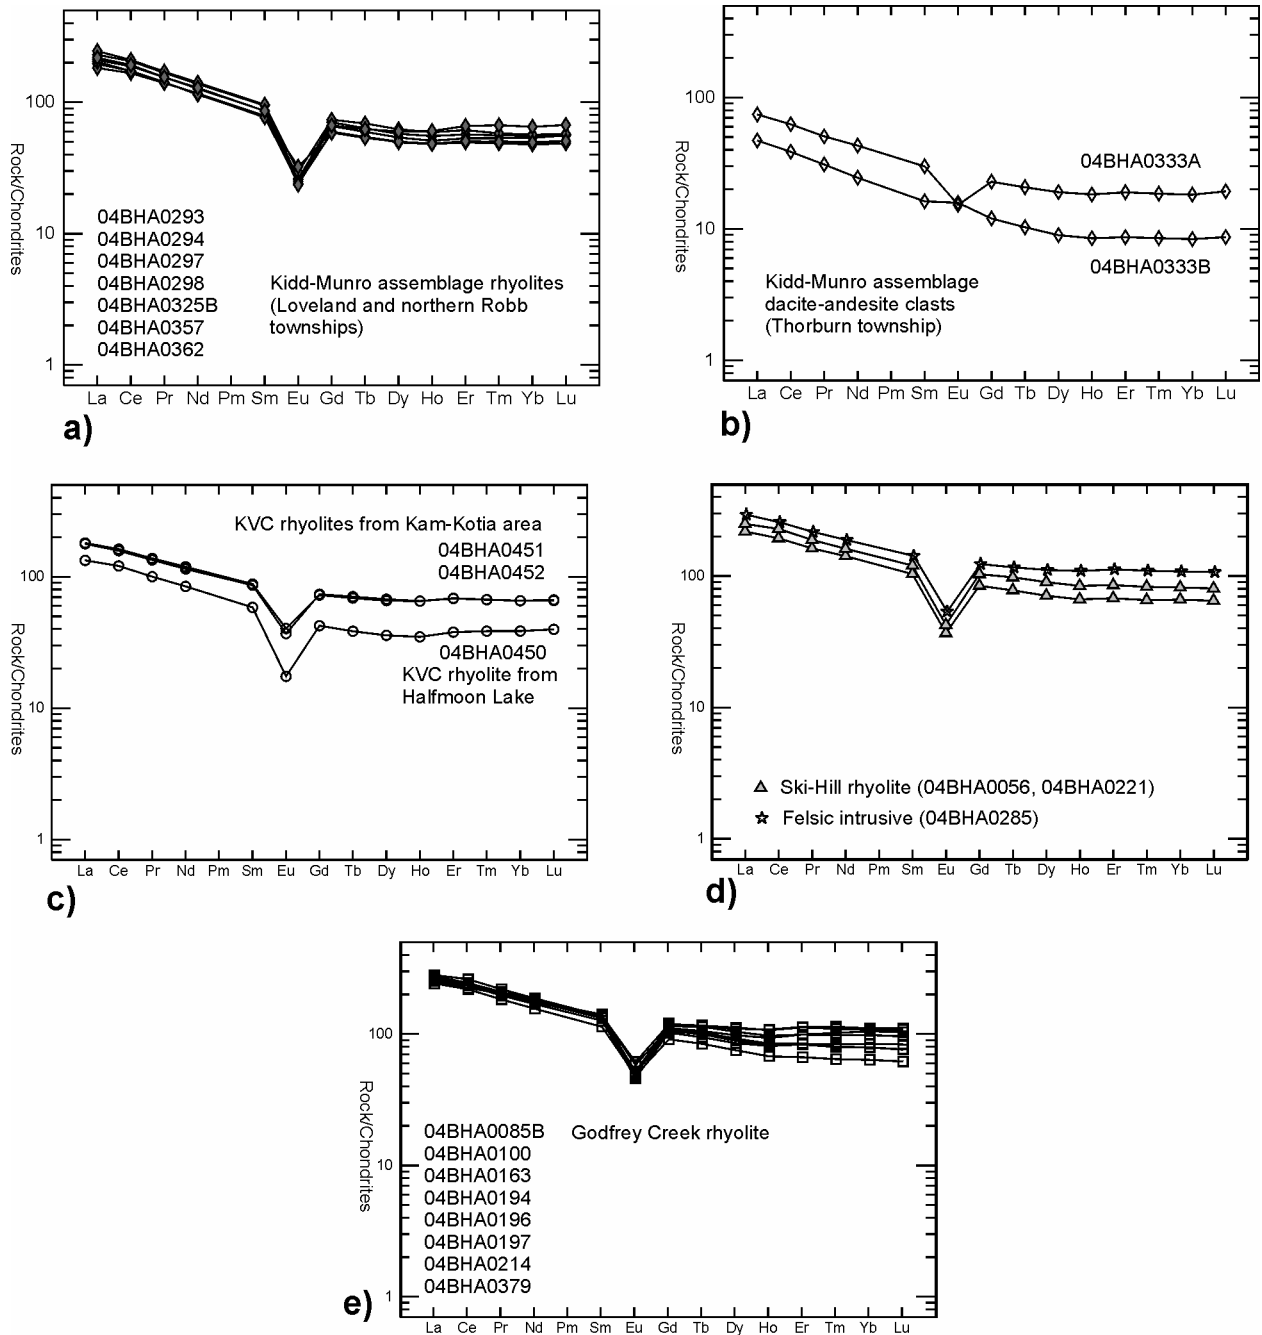 100
10
1
Rock/Chondrites
04BHA0293
04BHA0294
04BHA0297
04BHA0298
04BHA0325B
04BHA0357
04BHA0362
Kidd-Munro assemblage rhyolites
(Loveland and northern Robb
townships)
La Ce Pr Nd Pm Sm Eu Gd Tb Dy Ho Er Tm Yb Lu
a)
100
10
1
Rock/Chondrites
04BHA0333A
04BHA0333B
Kidd-Munro assemblage
dacite-andesite clasts
(Thorburn township)
La Ce Pr Nd Pm Sm Eu Gd Tb Dy Ho Er Tm Yb Lu
b)
100
10
1
Rock/Chondrites
KVC rhyolites from Kam-Kotia area
04BHA0451
04BHA0452
04BHA0450
KVC rhyolite from
Halfmoon Lake
La Ce Pr Nd Pm Sm Eu Gd Tb Dy Ho Er Tm Yb Lu
c)
100
10
1
Rock/Chondrites
Ski-Hill rhyolite (04BHA0056, 04BHA0221)
Felsic intrusive (04BHA0285)
La Ce Pr Nd Pm Sm Eu Gd Tb Dy Ho Er Tm Yb Lu
d)
100
10
1
Rock/Chondrites
04BHA0085B
04BHA0100
04BHA0163
04BHA0194
04BHA0196
04BHA0197
04BHA0214
04BHA0379
Godfrey Creek rhyolite
La Ce Pr Nd Pm Sm Eu Gd Tb Dy Ho Er Tm Yb Lu
e)